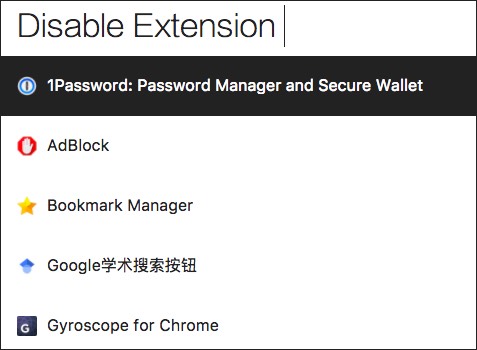 Disable Extension
1Password: Password Manager and Secure Wallet
AdBlock
Bookmark Manager
Google学术搜索按钮
Gyroscope for Chrome